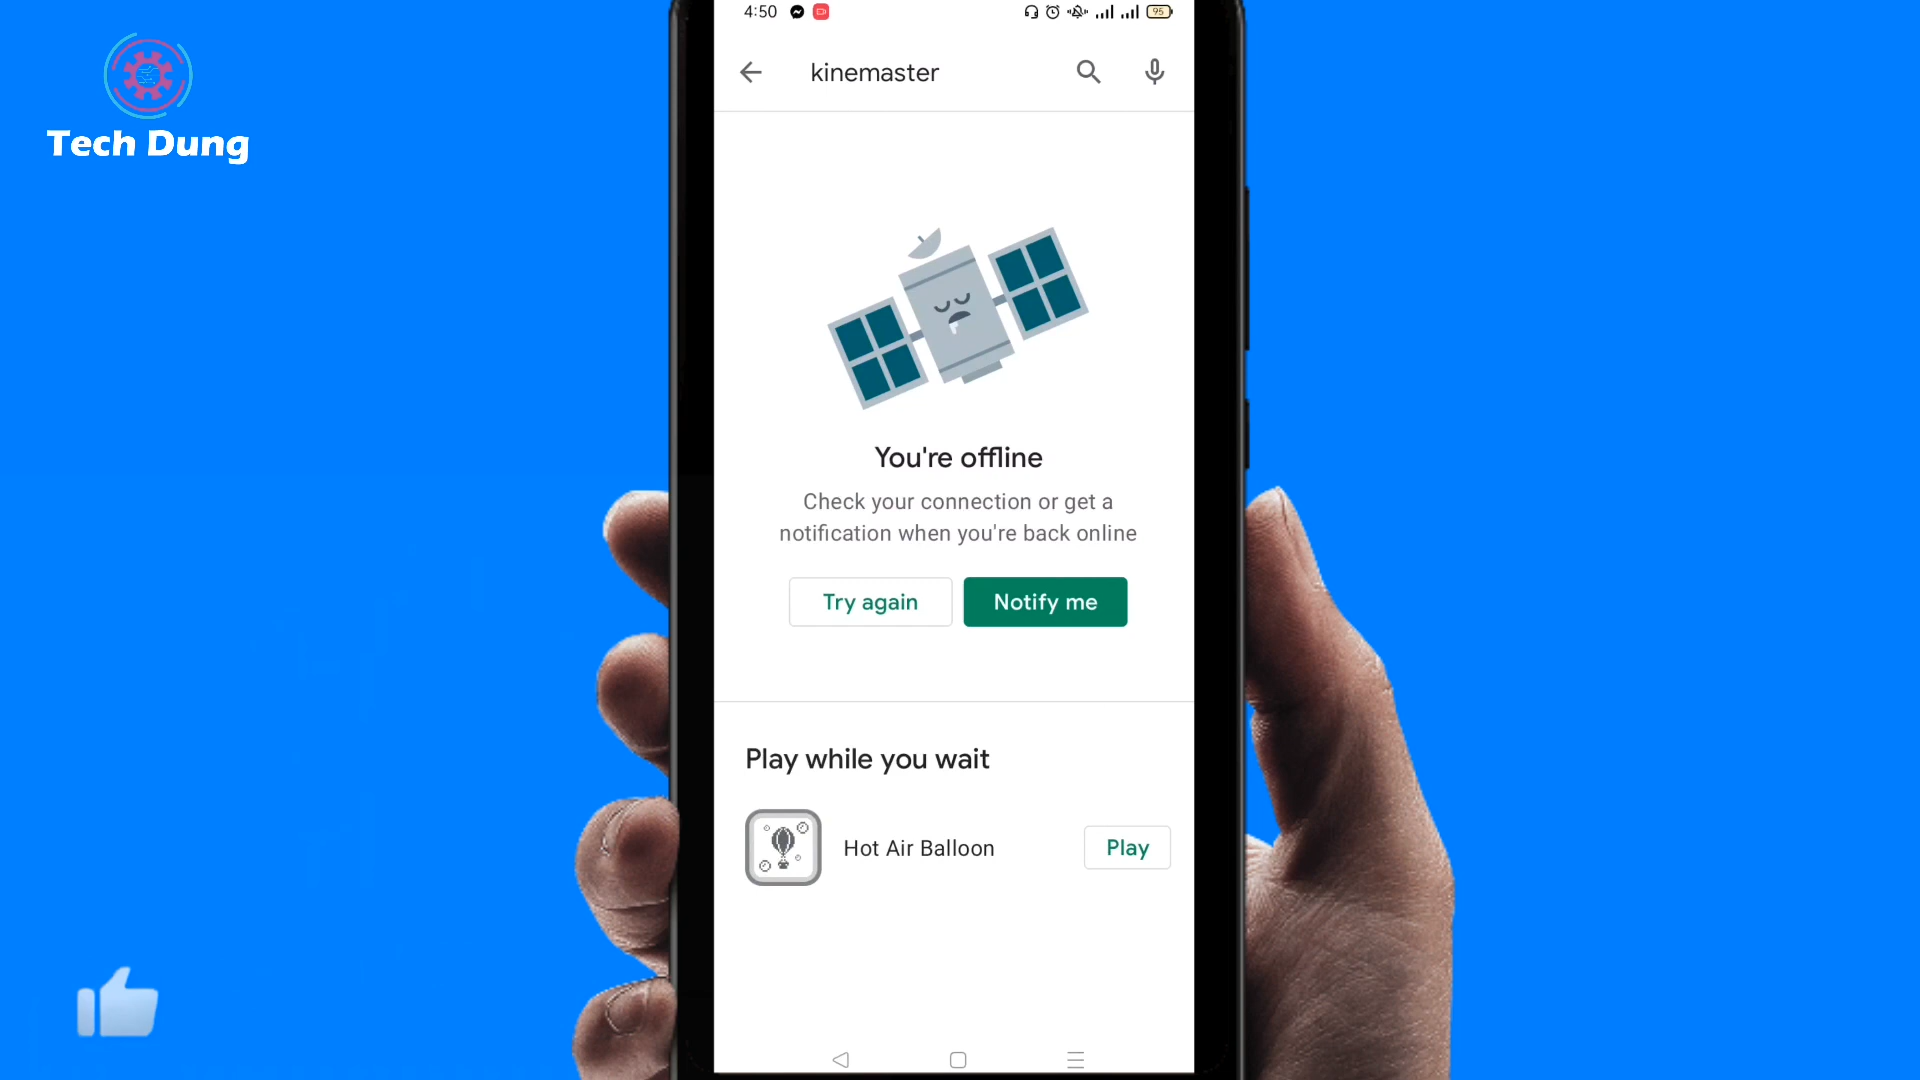 4:50
95
kinemaster
Tech Dung
You're offline
Check your connection or get a
notification when you're back online
Try again
Notify me
Play while you wait
Hot Air Balloon
Play